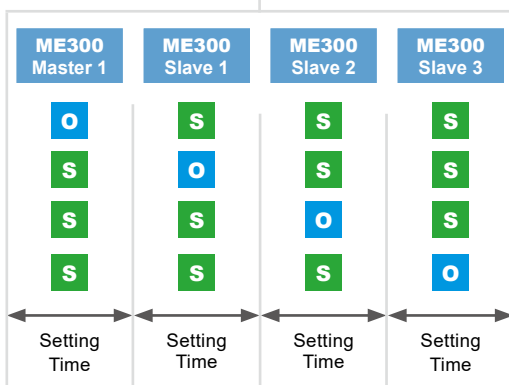 ME300 ME300 ME300 ME300
Master 1 Slave 1 Slave 2 Slave 3
O S S S
S O S S
S S O S
S S S O
Setting Setting Setting Setting
Time Time Time Time